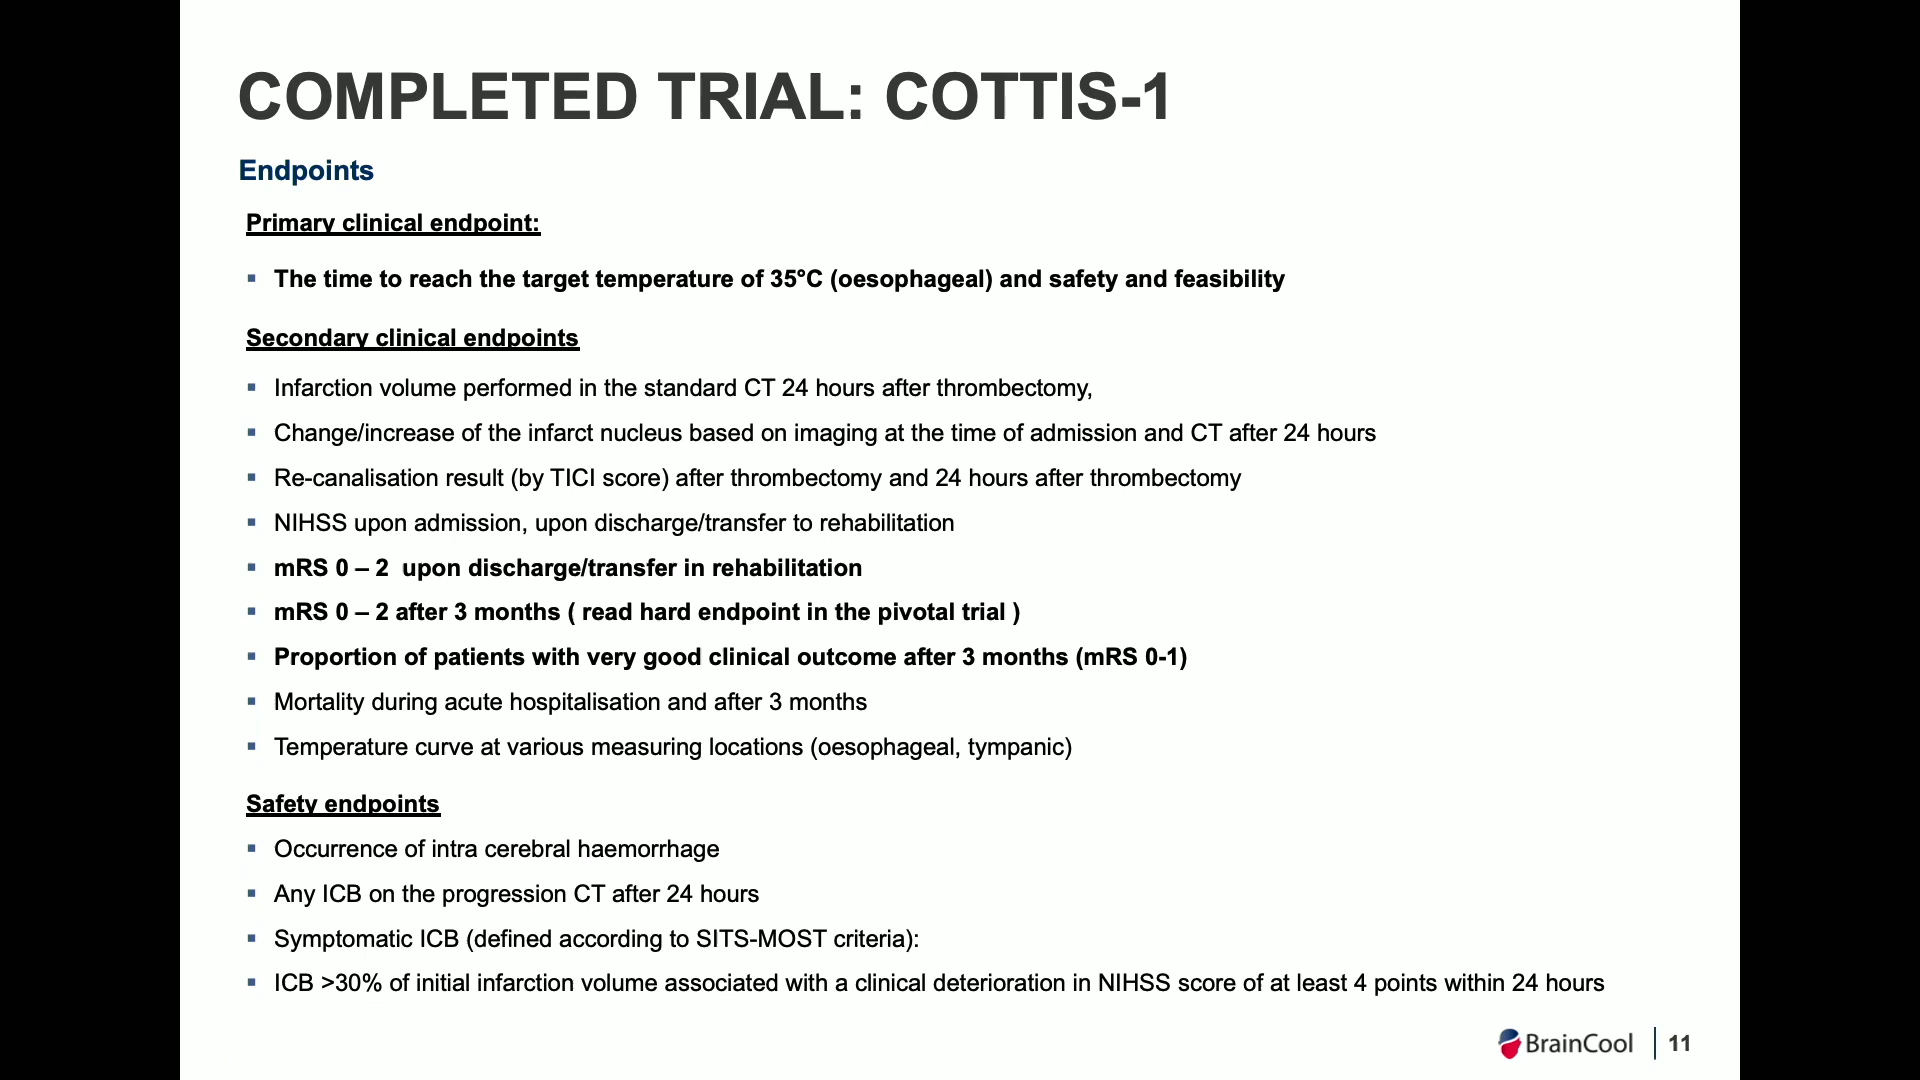 COMPLETED TRIAL: COTTIS-1
Endpoints
Primary clinical endpoint:
▪ The time to reach the target temperature of 35°C (oesophageal) and safety and feasibility
Secondary clinical endpoints
▪ Infarction volume performed in the standard CT 24 hours after thrombectomy,
▪ Change/increase of the infarct nucleus based on imaging at the time of admission and CT after 24 hours
▪ Re-canalisation result (by TICI score) after thrombectomy and 24 hours after thrombectomy
▪ NIHSS upon admission, upon discharge/transfer to rehabilitation
▪ mRS 0 – 2  upon discharge/transfer in rehabilitation
▪ mRS 0 – 2 after 3 months ( read hard endpoint in the pivotal trial )
▪ Proportion of patients with very good clinical outcome after 3 months (mRS 0-1)
▪ Mortality during acute hospitalisation and after 3 months
▪ Temperature curve at various measuring locations (oesophageal, tympanic)
Safety endpoints
▪ Occurrence of intra cerebral haemorrhage
▪ Any ICB on the progression CT after 24 hours
▪ Symptomatic ICB (defined according to SITS-MOST criteria):
▪ ICB >30% of initial infarction volume associated with a clinical deterioration in NIHSS score of at least 4 points within 24 hours
BrainCool | 11